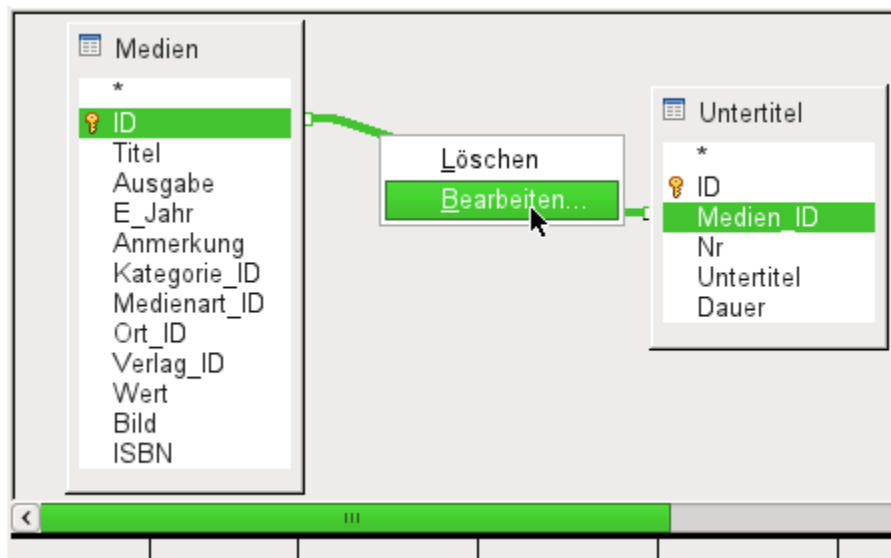 Medien
*
ID
Titel
Ausgabe
E_Jahr
Anmerkung
Kategorie_ID
Medienart_ID
Ort_ID
Verlag_ID
Wert
Bild
ISBN
Löschen
Bearbeiten...
Untertitel
*
ID
Medien_ID
Nr
Untertitel
Dauer